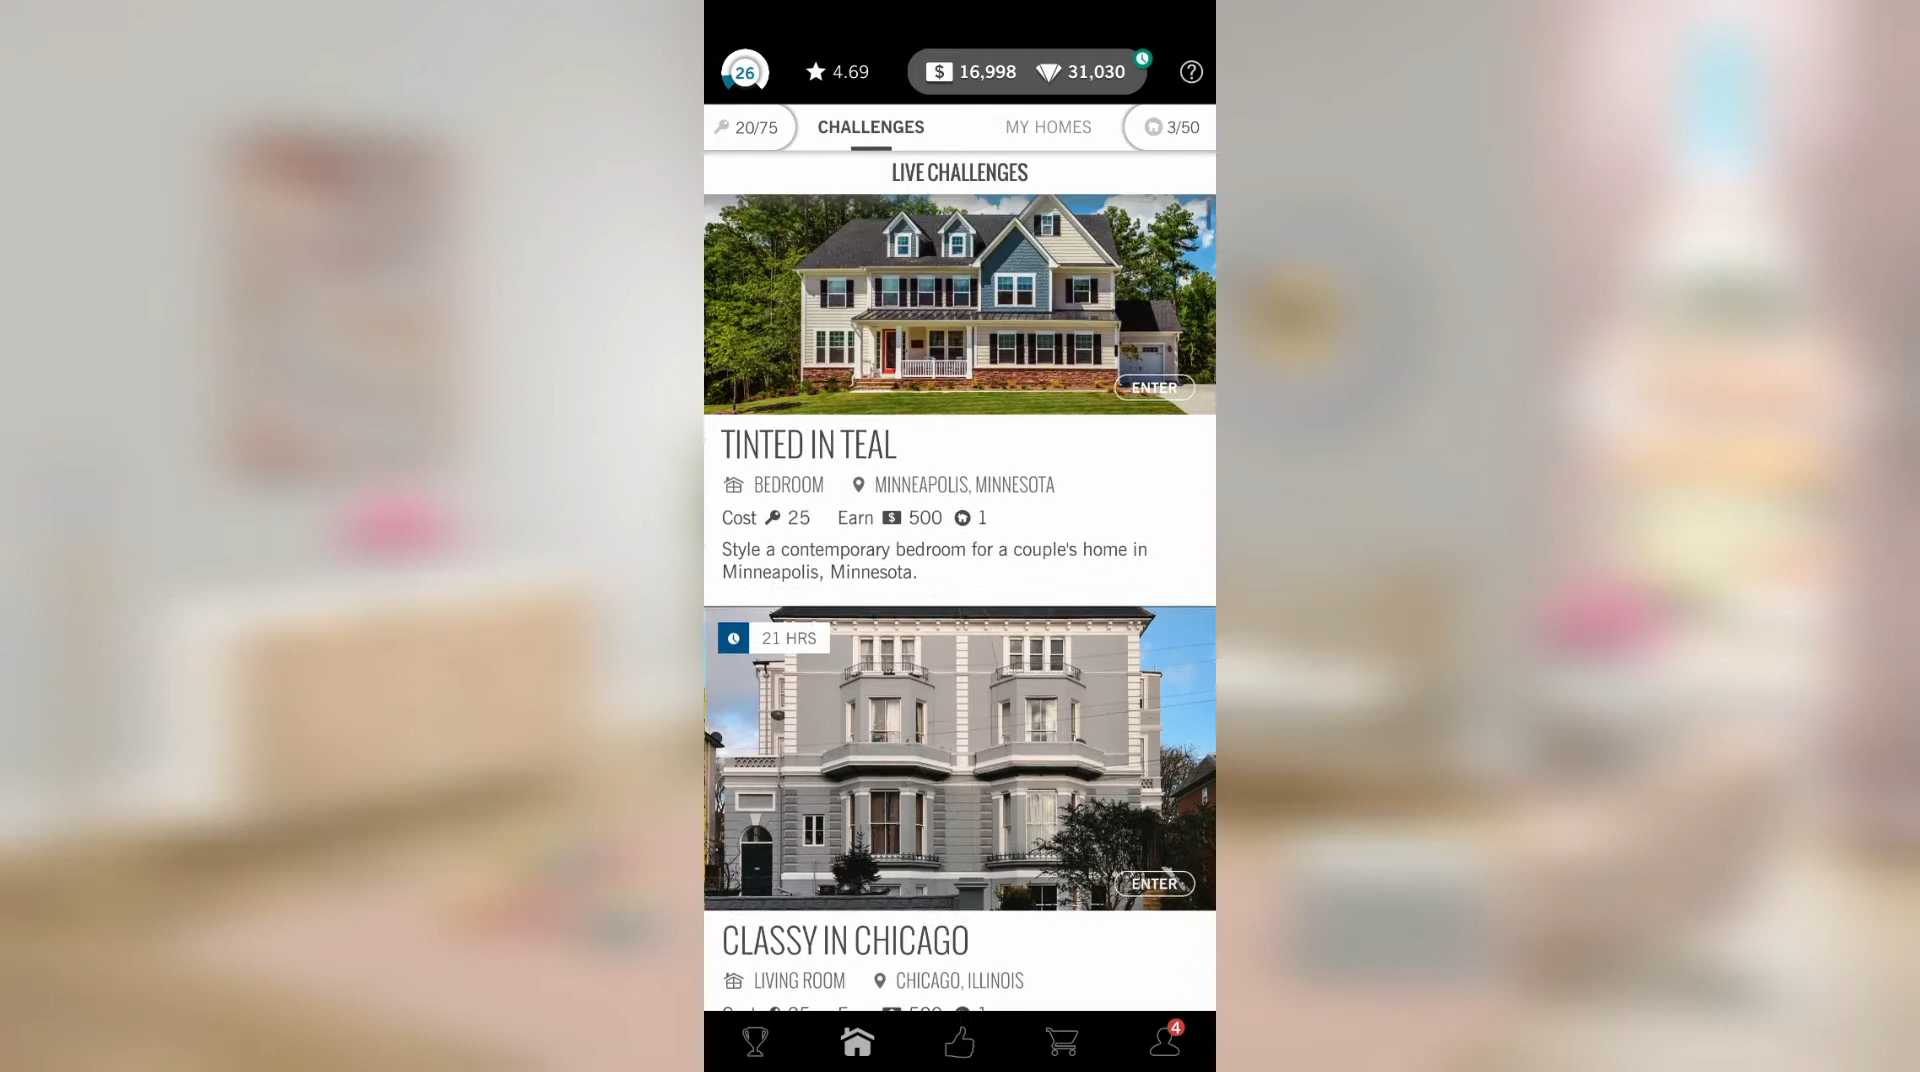 26
4.69
$ 16,998
31,030
?
20/75
CHALLENGES
MY HOMES
3/50
LIVE CHALLENGES
ENTER
TINTED IN TEAL
BEDROOM
MINNEAPOLIS, MINNESOTA
Cost 25 Earn $ 500 1
Style a contemporary bedroom for a couple's home in
Minneapolis, Minnesota.
21 HRS
ENTER
CLASSY IN CHICAGO
LIVING ROOM
CHICAGO, ILLINOIS
4